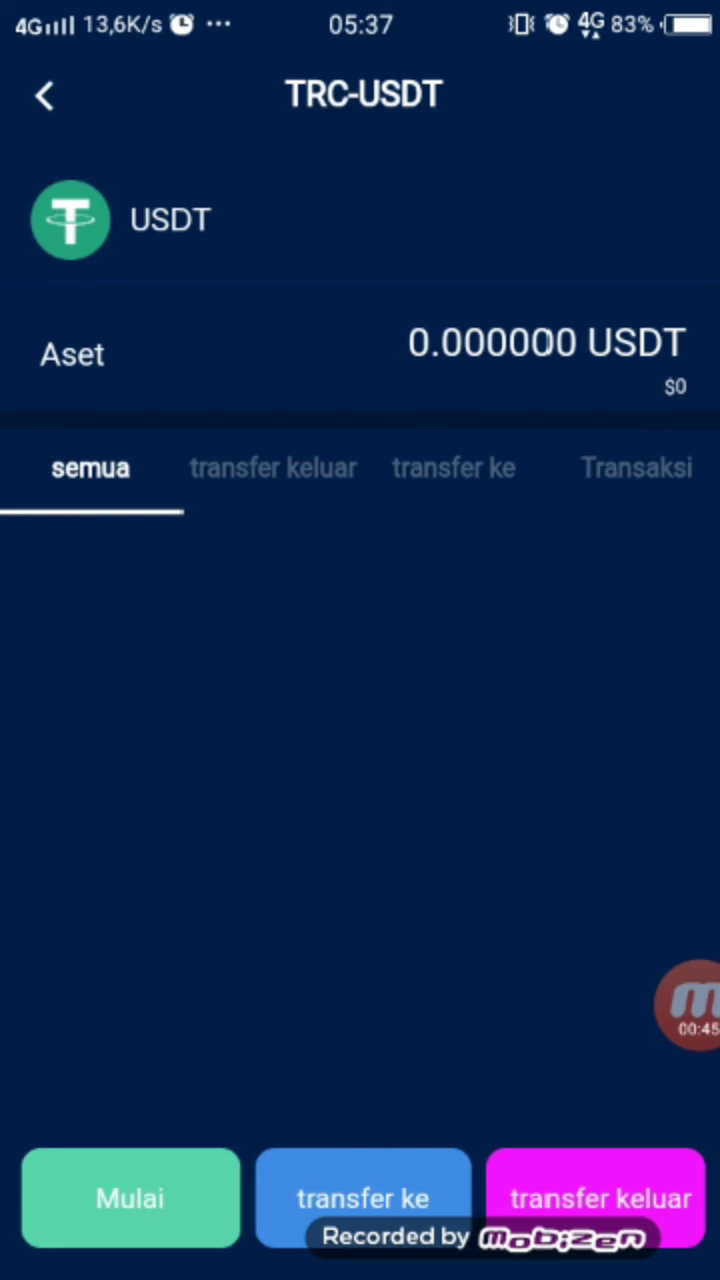 4G 13,6K/s ... 05:37 4G 83%
TRC-USDT
USDT
Aset 0.000000 USDT
$0
semua transfer keluar transfer ke Transaksi
00:45
Mulai transfer ke transfer keluar
Recorded by mobizen